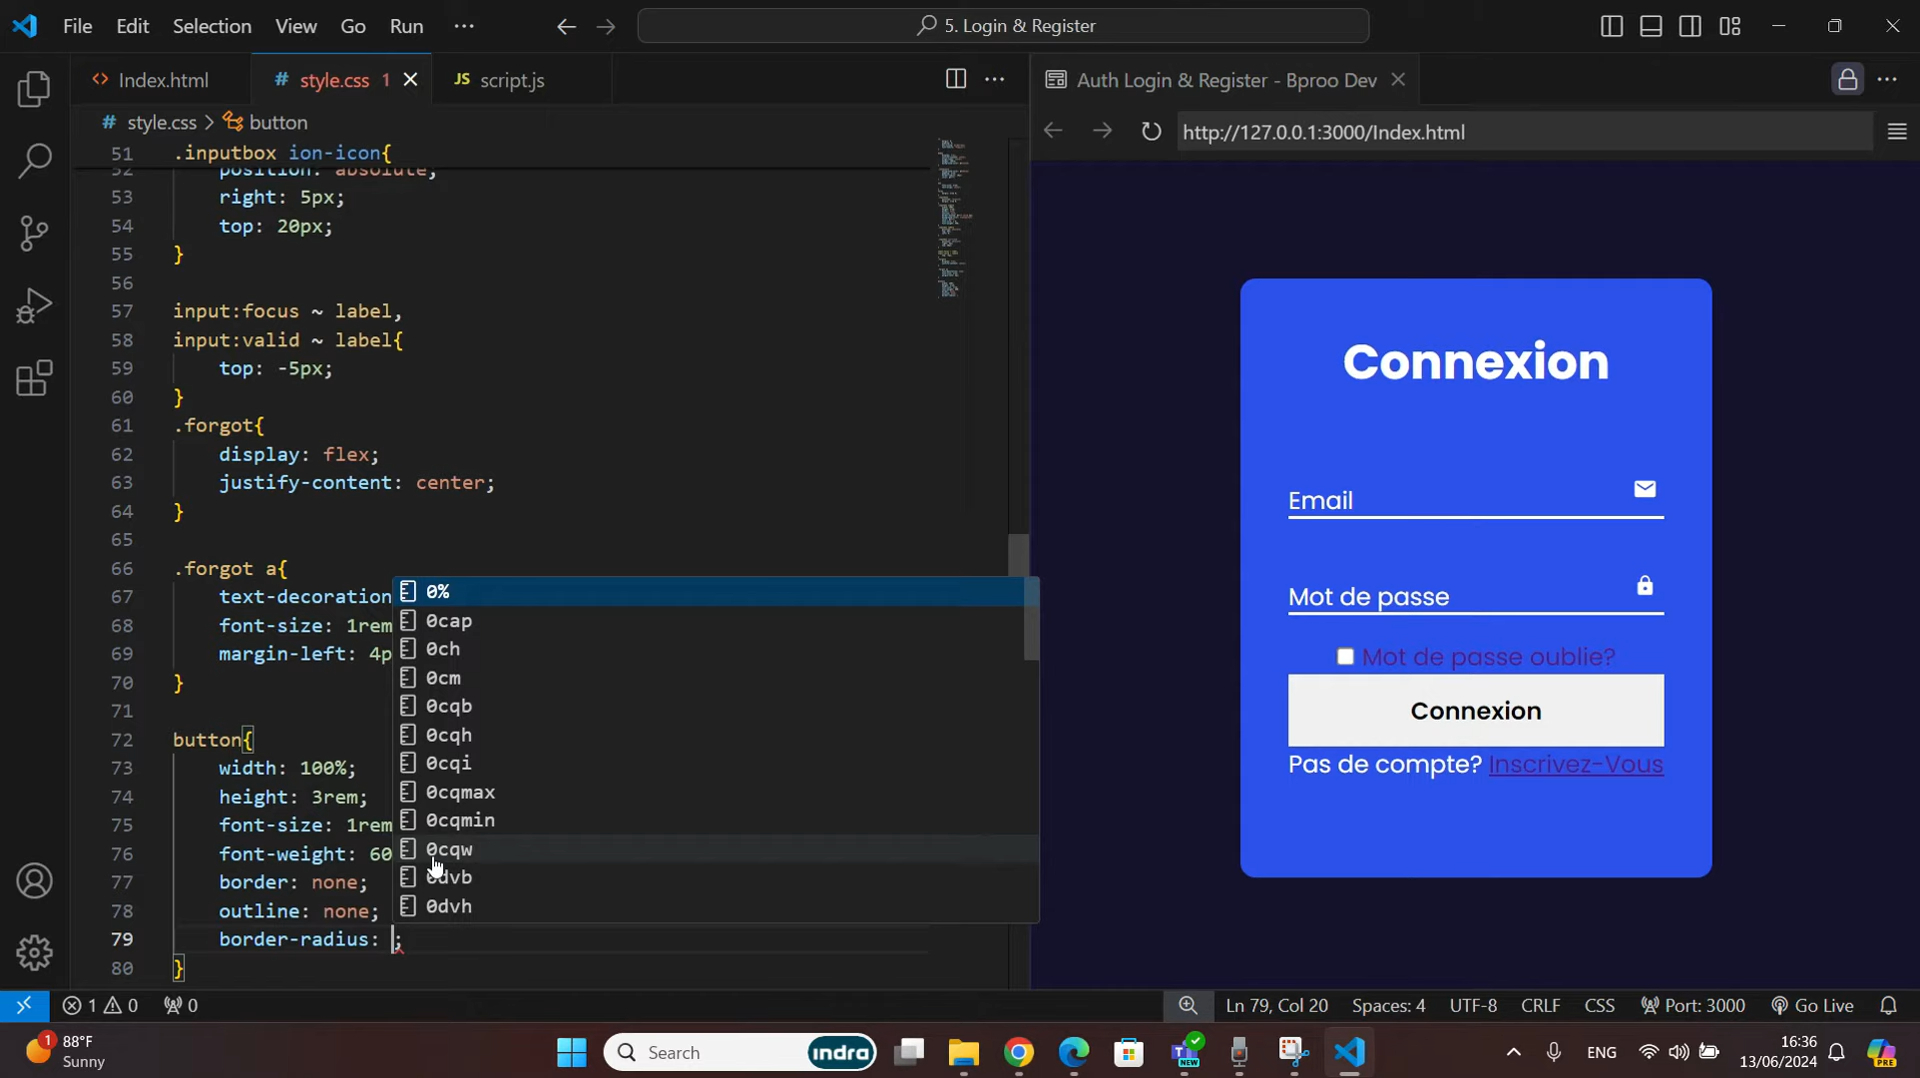 File Edit Selection View Go Run ··· 5. Login & Register
Index.html # style.css 1 JS script.js ···
# style.css > button
51 .inputbox ion-icon{
52 position: absolute;
53 right: 5px;
54 top: 20px;
55 }
56
57 input:focus ~ label,
58 input:valid ~ label{
59 top: -5px;
60 }
61 .forgot{
62 display: flex;
63 justify-content: center;
64 }
65
66 .forgot a{
67 text-decoration
68 font-size: 1rem
69 margin-left: 4p
70 }
71
72 button{
73 width: 100%;
74 height: 3rem;
75 font-size: 1rem
76 font-weight: 60
77 border: none;
78 outline: none;
79 border-radius: ;
80 }
0%
0cap
0ch
0cm
0cqb
0cqh
0cqi
0cqmax
0cqmin
0cqw
0dvb
0dvh
Auth Login & Register - Bproo Dev ···
http://127.0.0.1:3000/Index.html
Connexion
Email
Mot de passe
Mot de passe oublie?
Connexion
Pas de compte? Inscrivez-Vous
1 0 0 Ln 79, Col 20 Spaces: 4 UTF-8 CRLF CSS Port: 3000 Go Live
1 88°F
Sunny
Search indra
NEW
ENG
16:36
13/06/2024
PRE